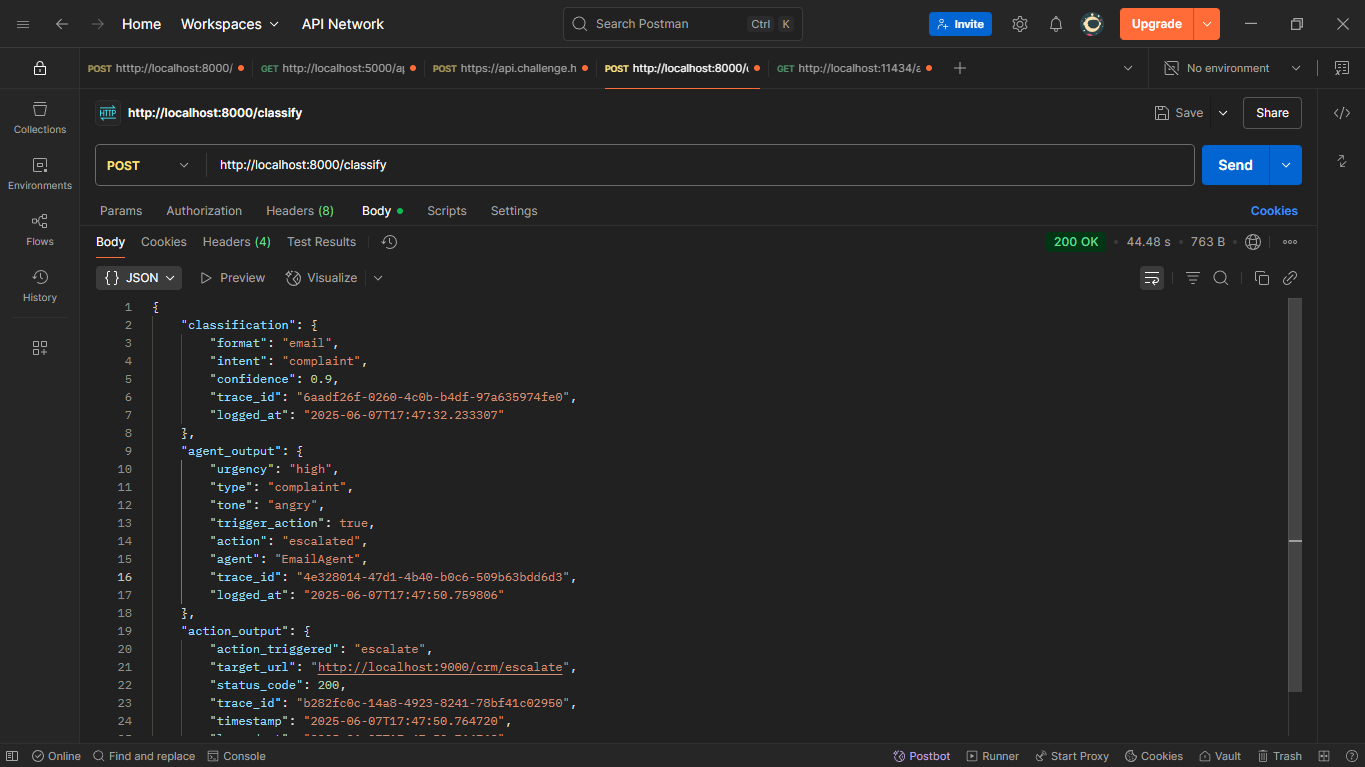 Home Workspaces API Network Search Postman Ctrl K Invite Upgrade
POST htttp://localhost:8000/ GET http://localhost:5000/ap POST https://api.challenge.h POST http://localhost:8000/c GET http://localhost:11434/a No environment
HTTP http://localhost:8000/classify Save Share
POST http://localhost:8000/classify Send
Params Authorization Headers (8) Body Scripts Settings Cookies
Body Cookies Headers (4) Test Results 200 OK 44.48 s 763 B
{} JSON Preview Visualize
Collections
Environments
Flows
History
1 {
2 "classification": {
3 "format": "email",
4 "intent": "complaint",
5 "confidence": 0.9,
6 "trace_id": "6aadf26f-0260-4c0b-b4df-97a635974fe0",
7 "logged_at": "2025-06-07T17:47:32.233307"
8 },
9 "agent_output": {
10 "urgency": "high",
11 "type": "complaint",
12 "tone": "angry",
13 "trigger_action": true,
14 "action": "escalated",
15 "agent": "EmailAgent",
16 "trace_id": "4e328014-47d1-4b40-b0c6-509b63bdd6d3",
17 "logged_at": "2025-06-07T17:47:50.759806"
18 },
19 "action_output": {
20 "action_triggered": "escalate",
21 "target_url": "http://localhost:9000/crm/escalate",
22 "status_code": 200,
23 "trace_id": "b282fc0c-14a8-4923-8241-78bf41c02950",
24 "timestamp": "2025-06-07T17:47:50.764720",
Online Find and replace Console Postbot Runner Start Proxy Cookies Vault Trash